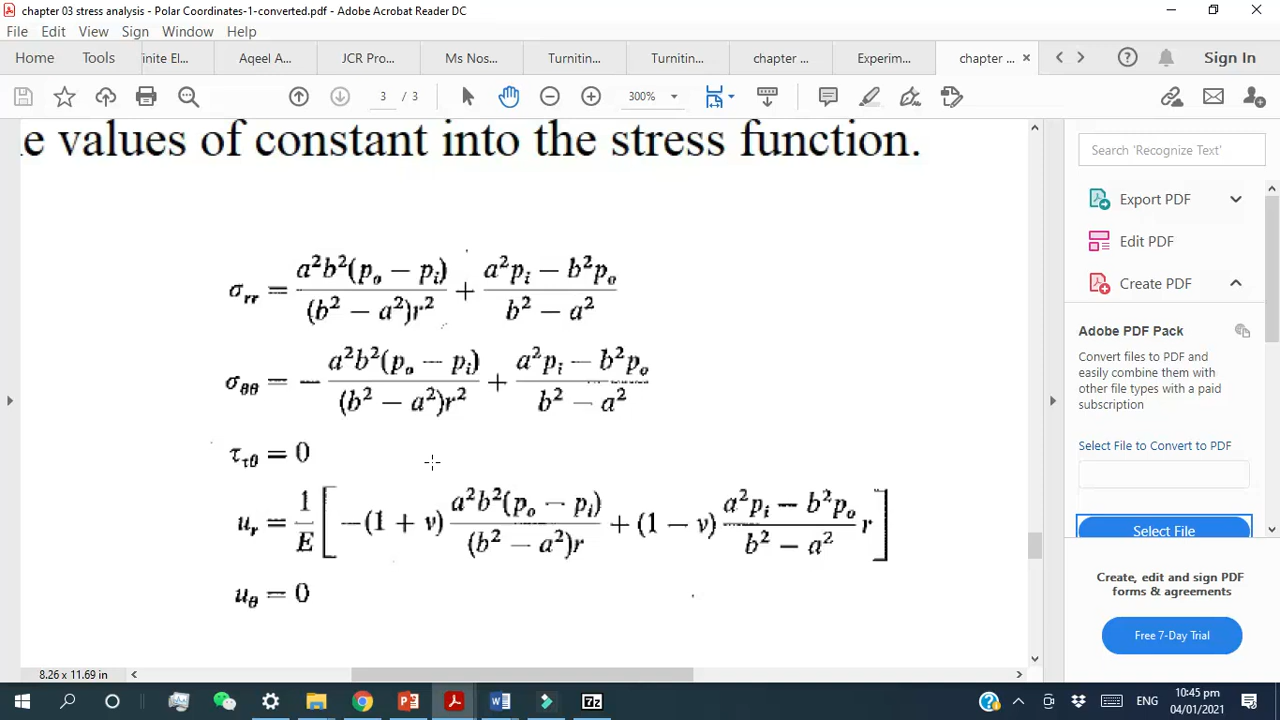 chapter 03 stress analysis - Polar Coordinates-1-converted.pdf - Adobe Acrobat Reader DC
File Edit View Sign Window Help
Home Tools inite El... Aqeel A... JCR Pro... Ms Nos... Turnitin... Turnitin... chapter ... Experim... chapter ... × ? Sign In
3 / 3 300%
e values of constant into the stress function.
σrr = a²b²(po − pi) / (b² − a²)r² + a²pi − b²po / b² − a²
σθθ = − a²b²(po − pi) / (b² − a²)r² + a²pi − b²po / b² − a²
ττθ = 0
ur = 1/E [ −(1 + ν) a²b²(po − pi) / (b² − a²)r + (1 − ν) a²pi − b²po / b² − a² r ]
uθ = 0
8.26 x 11.69 in
Search 'Recognize Text'
Export PDF
Edit PDF
Create PDF
Adobe PDF Pack
Convert files to PDF and
easily combine them with
other file types with a paid
subscription
Select File to Convert to PDF
Select File
Create, edit and sign PDF
forms & agreements
Free 7-Day Trial
7z
ENG
10:45 pm
04/01/2021